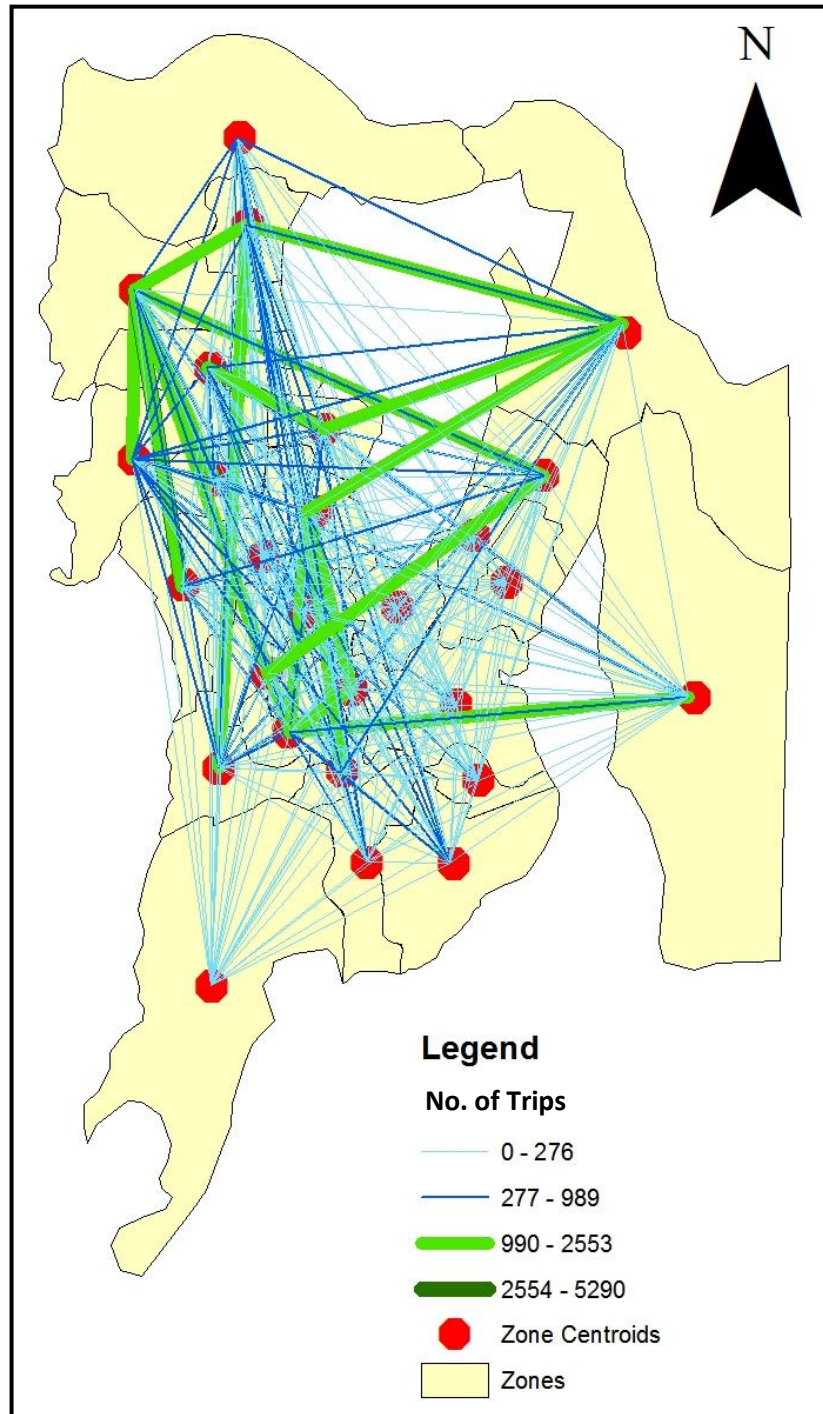 N
Legend
No. of Trips
0 - 276
277 - 989
990 - 2553
2554 - 5290
Zone Centroids
Zones